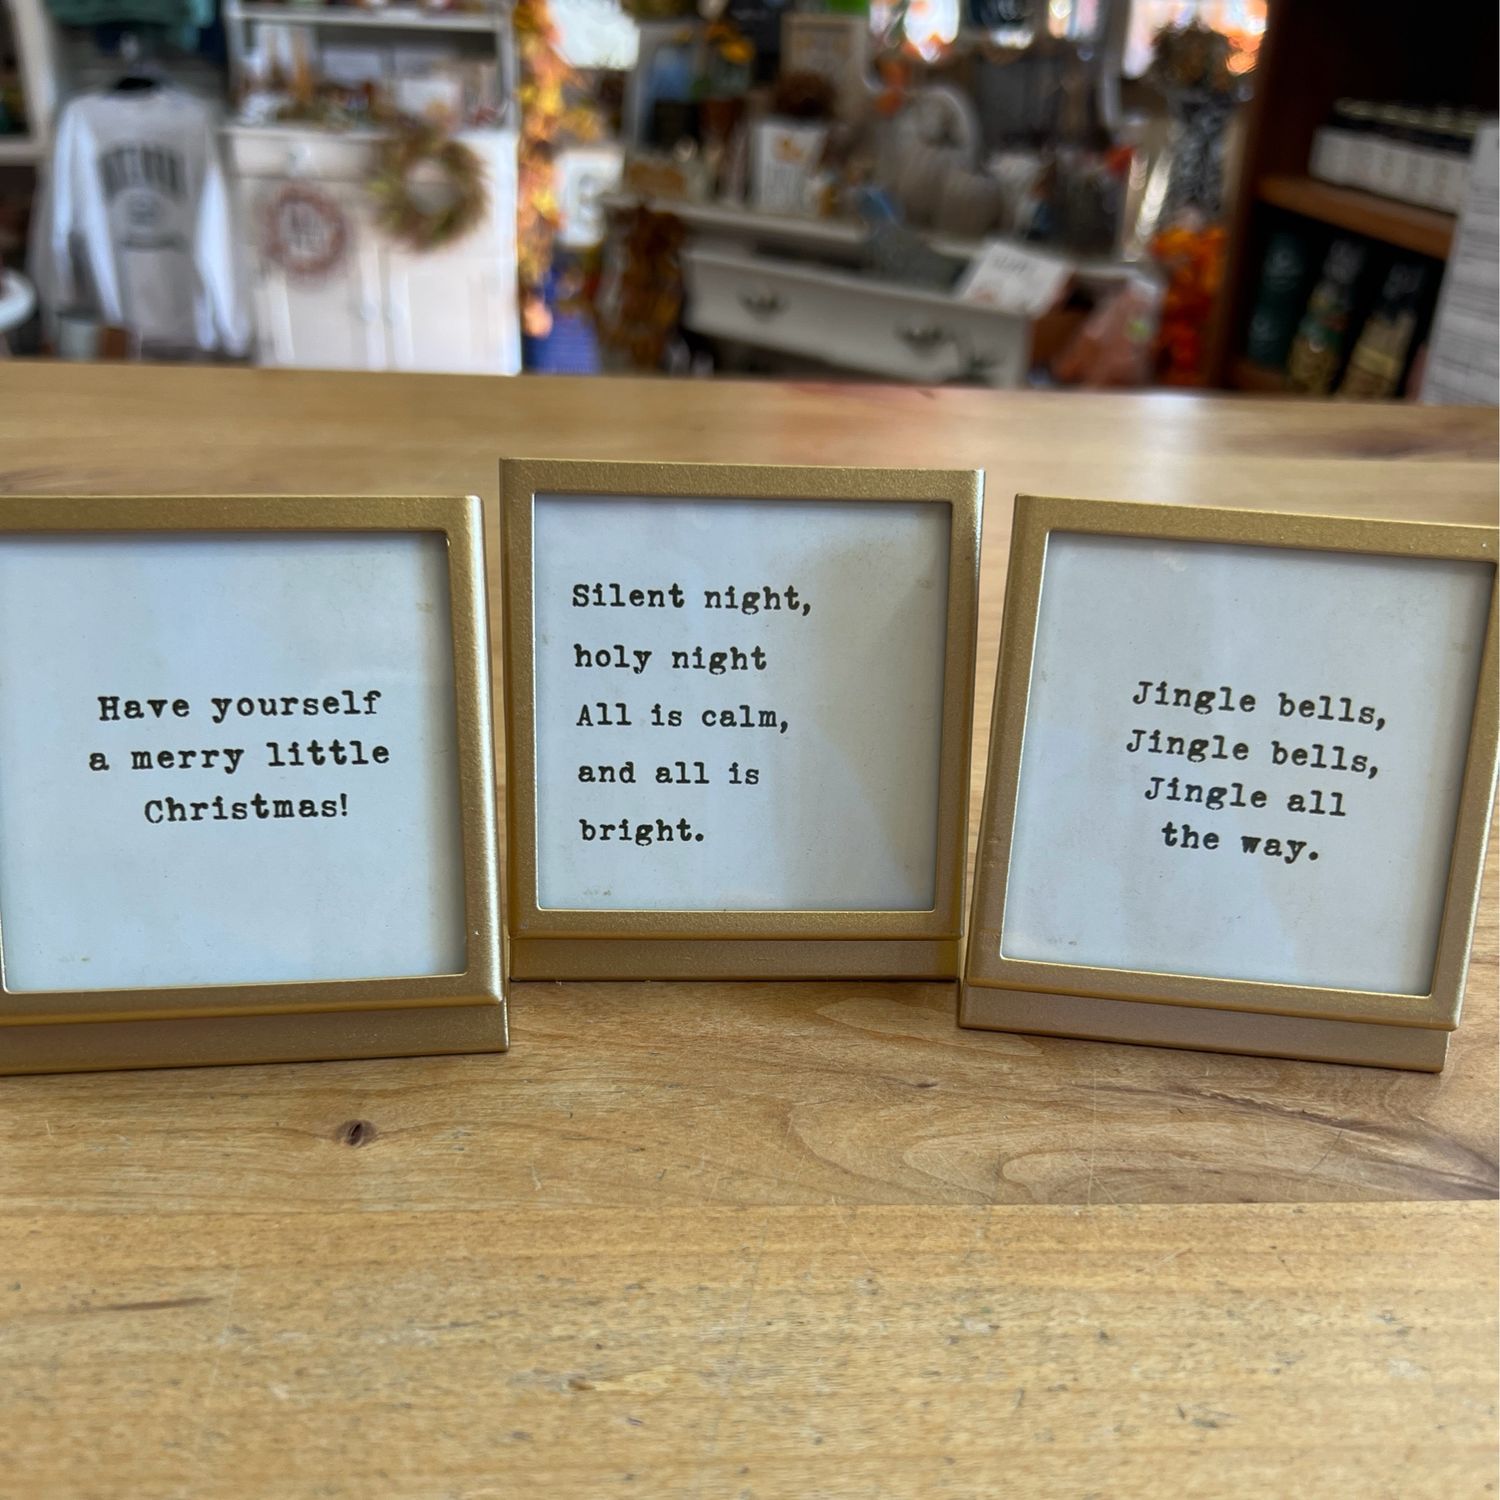 Have yourself
a merry little
Christmas!
Silent night,
holy night
All is calm,
and all is
bright.
Jingle bells,
Jingle bells,
Jingle all
the way.